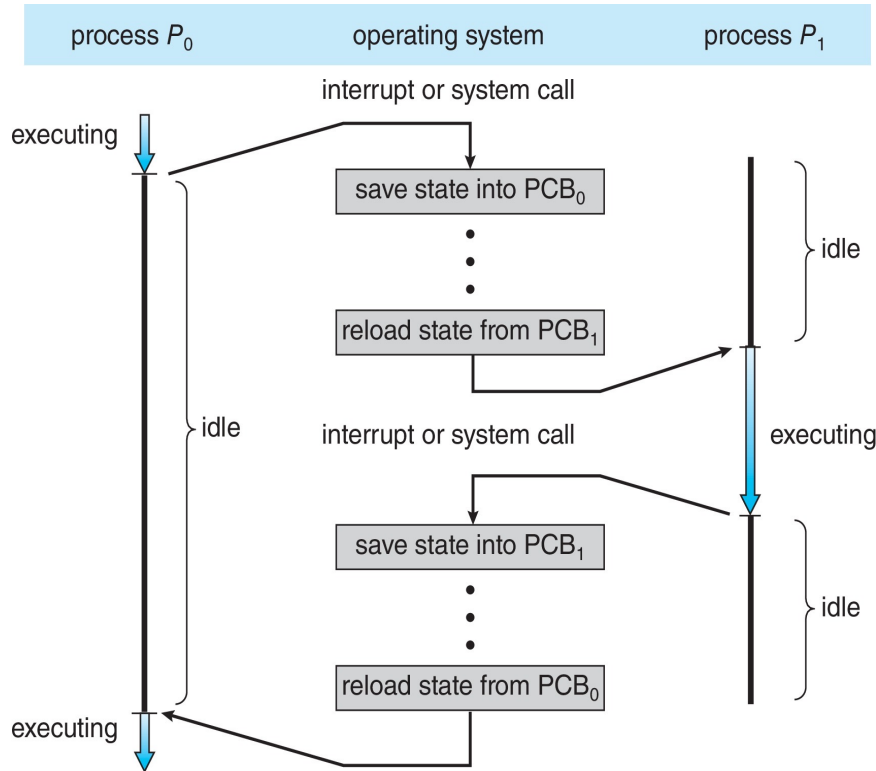 process P₀ operating system process P₁
interrupt or system call
executing
save state into PCB₀
idle
reload state from PCB₁
idle
interrupt or system call
executing
save state into PCB₁
idle
reload state from PCB₀
executing